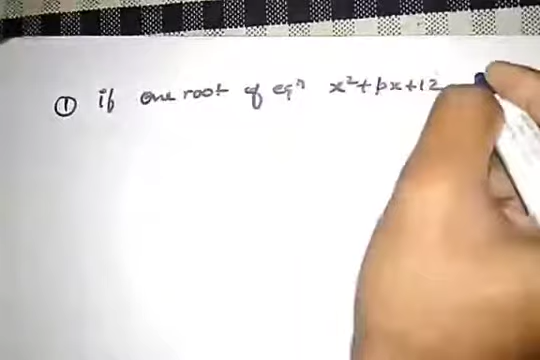 ① if one root of eqⁿ x²+px+12